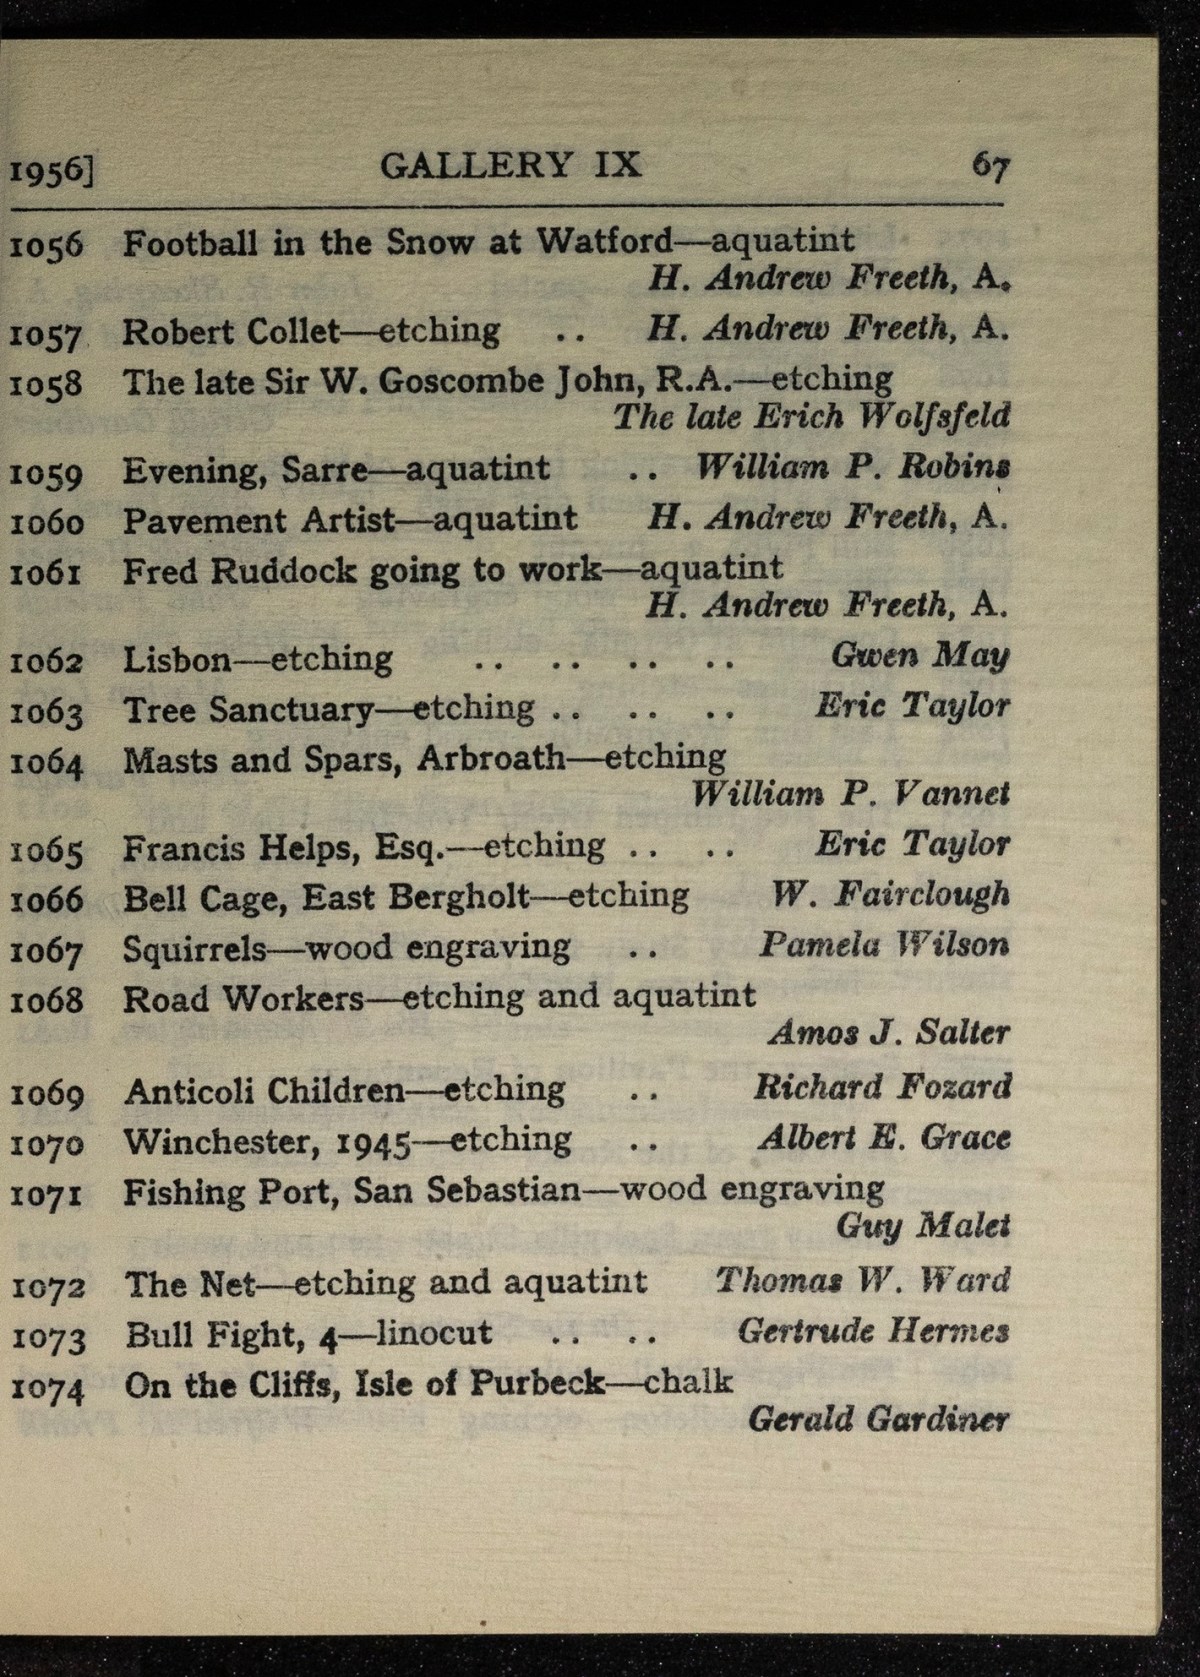 1956] GALLERY IX 67
1056 Football in the Snow at Watford—aquatint
H. Andrew Freeth, A.
1057 Robert Collet—etching .. H. Andrew Freeth, A.
1058 The late Sir W. Goscombe John, R.A.—etching
The late Erich Wolfsfeld
1059 Evening, Sarre—aquatint .. William P. Robins
1060 Pavement Artist—aquatint H. Andrew Freeth, A.
1061 Fred Ruddock going to work—aquatint
H. Andrew Freeth, A.
1062 Lisbon—etching .. .. .. .. Gwen May
1063 Tree Sanctuary—etching .. .. .. Eric Taylor
1064 Masts and Spars, Arbroath—etching
William P. Vannet
1065 Francis Helps, Esq.—etching .. .. Eric Taylor
1066 Bell Cage, East Bergholt—etching W. Fairclough
1067 Squirrels—wood engraving .. Pamela Wilson
1068 Road Workers—etching and aquatint
Amos J. Salter
1069 Anticoli Children—etching .. Richard Fozard
1070 Winchester, 1945—etching .. Albert E. Grace
1071 Fishing Port, San Sebastian—wood engraving
Guy Malet
1072 The Net—etching and aquatint Thomas W. Ward
1073 Bull Fight, 4—linocut .. .. Gertrude Hermes
1074 On the Cliffs, Isle of Purbeck—chalk
Gerald Gardiner